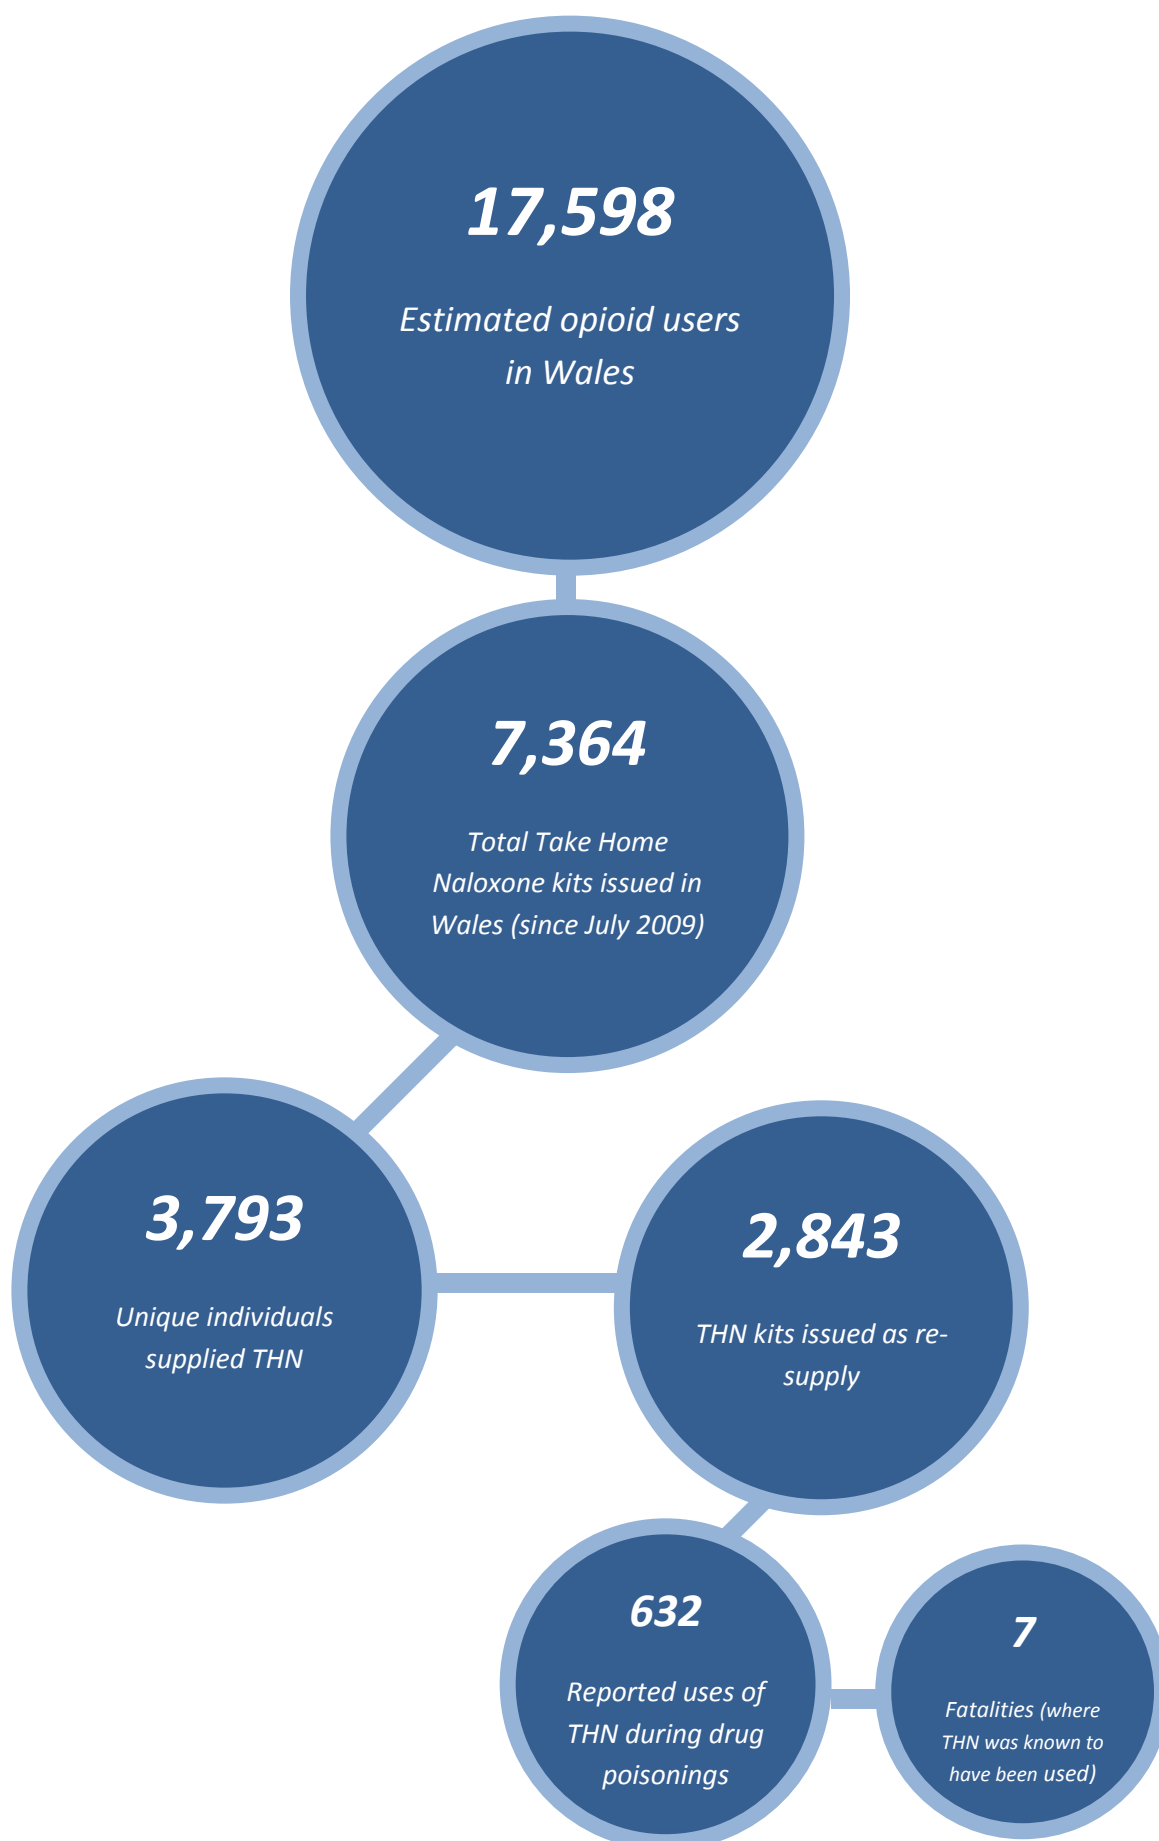 17,598
Estimated opioid users
in Wales
7,364
Total Take Home
Naloxone kits issued in
Wales (since July 2009)
3,793
Unique individuals
supplied THN
2,843
THN kits issued as re-
supply
632
Reported uses of
THN during drug
poisonings
7
Fatalities (where
THN was known to
have been used)